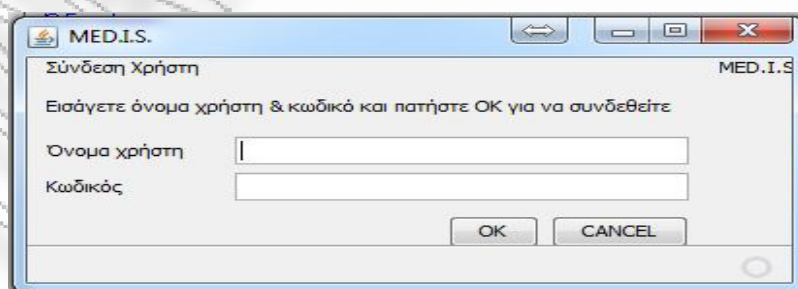 MED.I.S.
Σύνδεση Χρήστη MED.I.S
Εισάγετε όνομα χρήστη & κωδικό και πατήστε OK για να συνδεθείτε
Όνομα χρήστη
Κωδικός
OK CANCEL